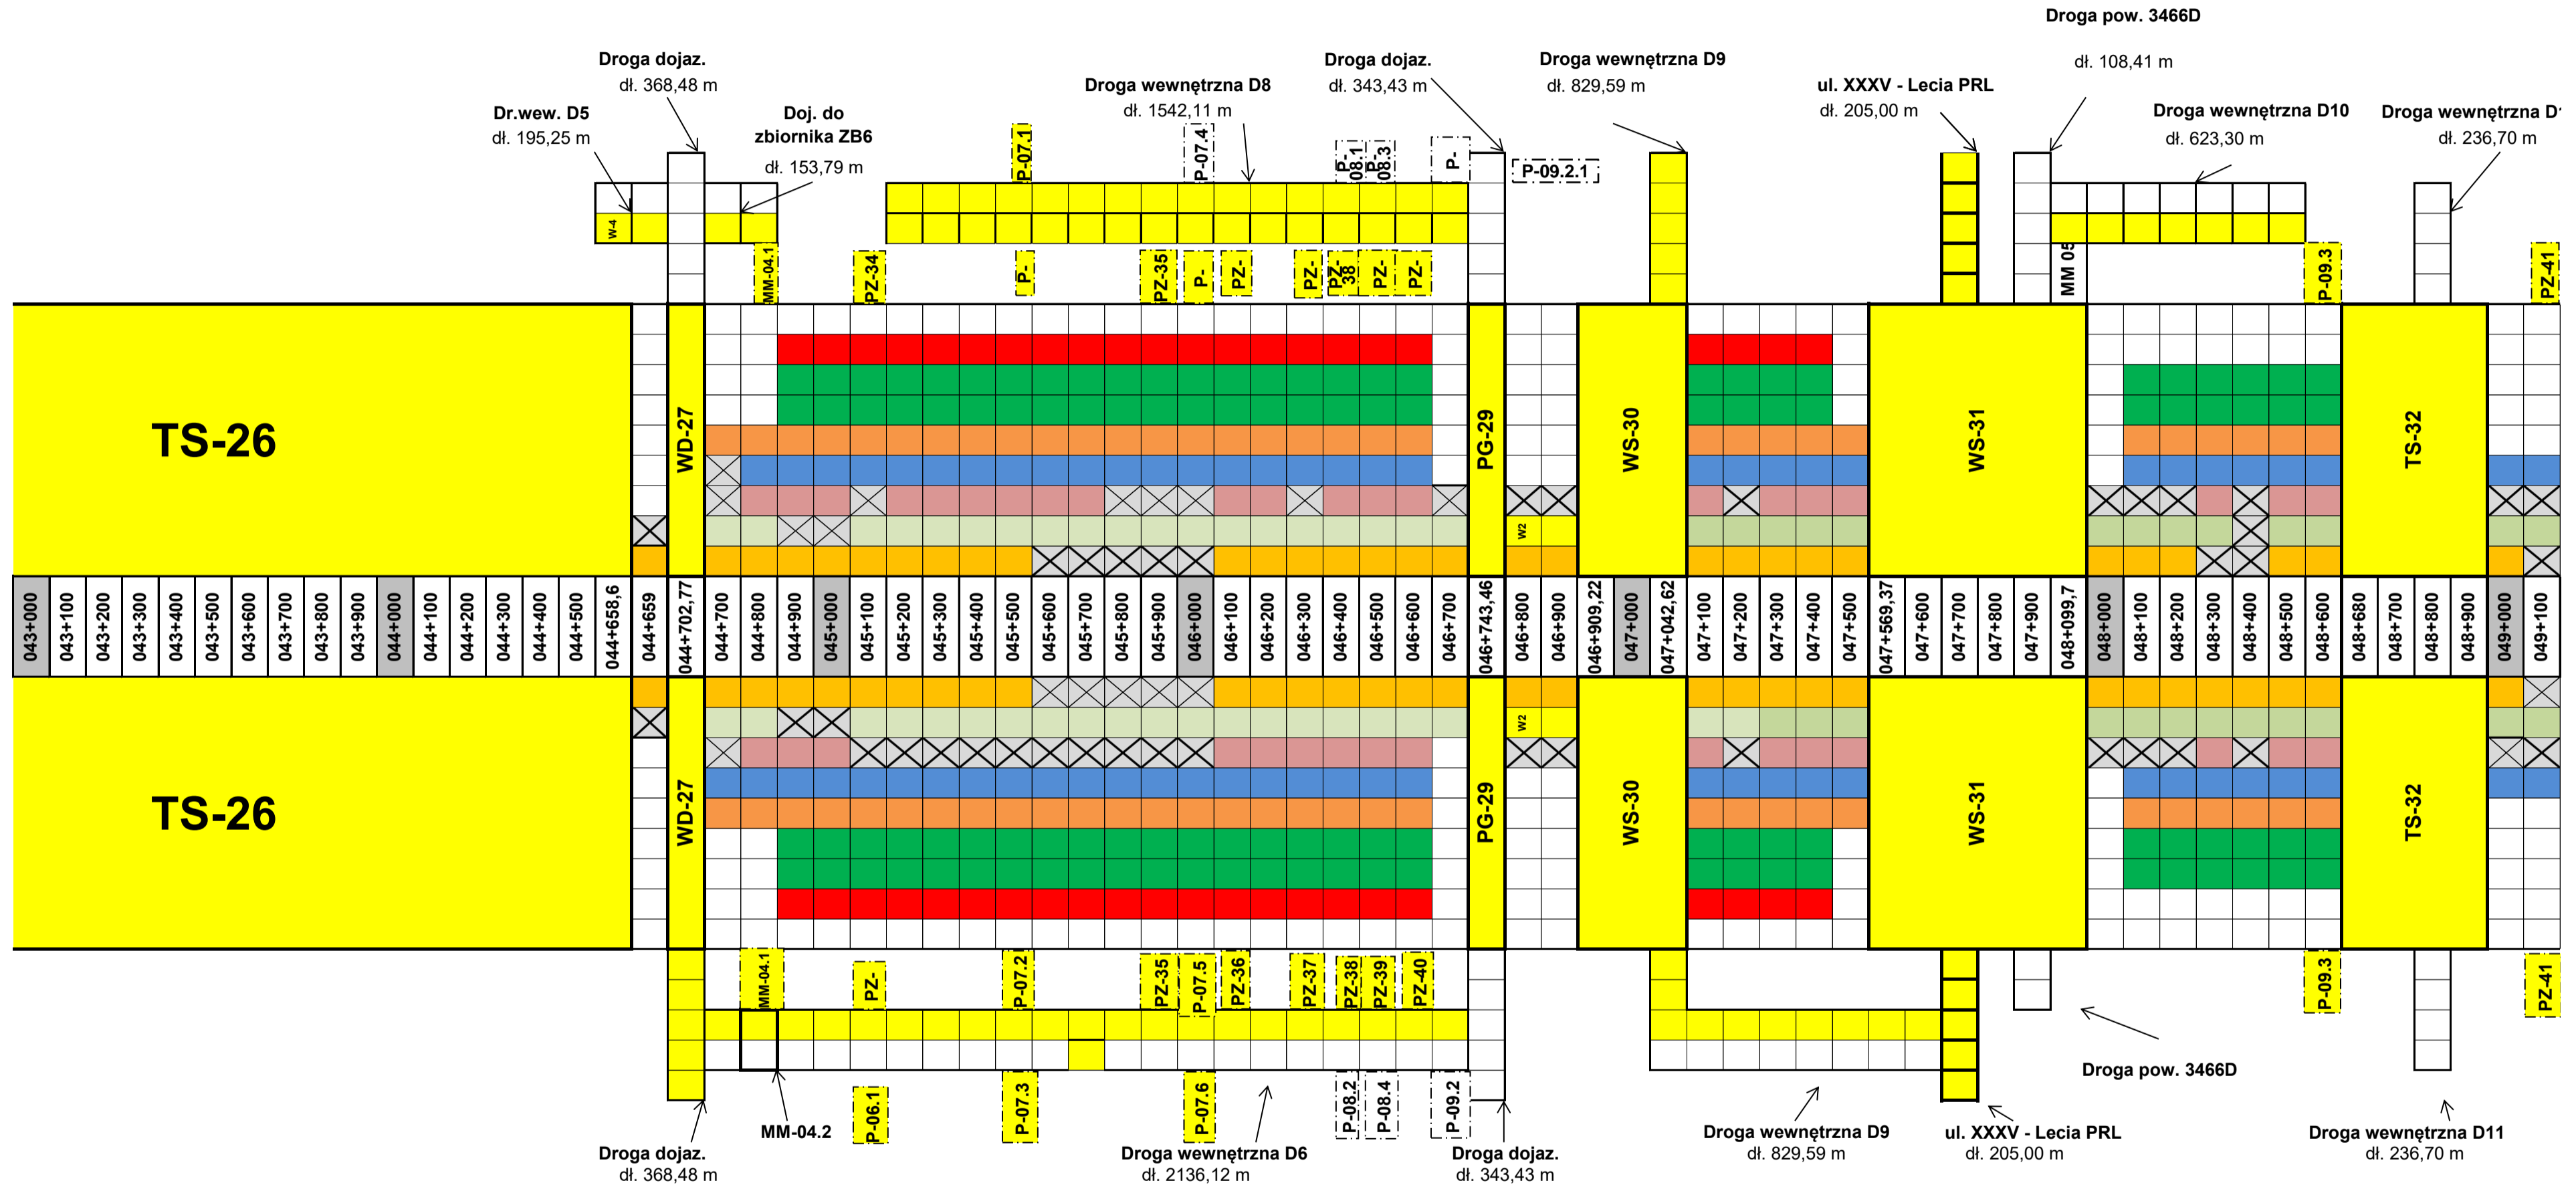 Droga pow. 3466D
dł. 108,41 m
Droga dojaz.
dł. 368,48 m
Dr.wew. D5
dł. 195,25 m
Doj. do
zbiornika ZB6
dł. 153,79 m
Droga wewnętrzna D8
dł. 1542,11 m
Droga dojaz.
dł. 343,43 m
Droga wewnętrzna D9
dł. 829,59 m
ul. XXXV - Lecia PRL
dł. 205,00 m
Droga wewnętrzna D10
dł. 623,30 m
Droga wewnętrzna D1
dł. 236,70 m
P-07.1
P-07.4
P-
08.1
P-
08.3
P-
P-09.2.1
W-4
MM-04.1
PZ-34
P-
PZ-35
P-
PZ-
PZ-
PZ-
38
PZ-
PZ-
MM 05
P-09.3
PZ-41
TS-26
WD-27
PG-29
WS-30
WS-31
TS-32
W2
043+000
043+100
043+200
043+300
043+400
043+500
043+600
043+700
043+800
043+900
044+000
044+100
044+200
044+300
044+400
044+500
044+658,6
044+659
044+702,77
044+700
044+800
044+900
045+000
045+100
045+200
045+300
045+400
045+500
045+600
045+700
045+800
045+900
046+000
046+100
046+200
046+300
046+400
046+500
046+600
046+700
046+743,46
046+800
046+900
046+909,22
047+000
047+042,62
047+100
047+200
047+300
047+400
047+500
047+569,37
047+600
047+700
047+800
047+900
048+099,7
048+000
048+100
048+200
048+300
048+400
048+500
048+600
048+680
048+700
048+800
048+900
049+000
049+100
W2
TS-26
WD-27
PG-29
WS-30
WS-31
TS-32
MM-04.1
PZ-
P-07.2
PZ-35
P-07.5
PZ-36
PZ-37
PZ-38
PZ-39
PZ-40
P-09.3
PZ-41
P-06.1
P-07.3
P-07.6
P-08.2
P-08.4
P-09.2
MM-04.2
Droga pow. 3466D
Droga dojaz.
dł. 368,48 m
Droga wewnętrzna D6
dł. 2136,12 m
Droga dojaz.
dł. 343,43 m
Droga wewnętrzna D9
dł. 829,59 m
ul. XXXV - Lecia PRL
dł. 205,00 m
Droga wewnętrzna D11
dł. 236,70 m